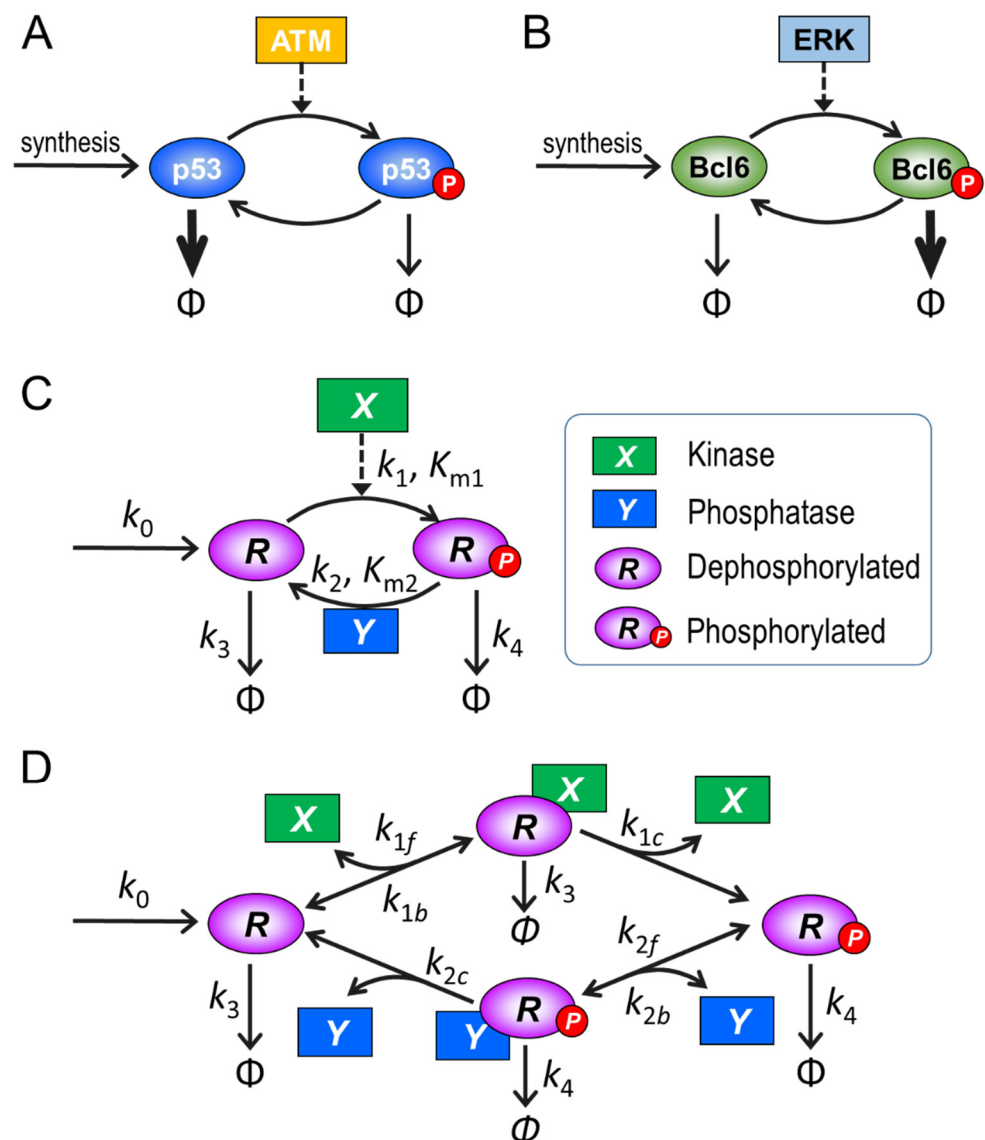 A
B
ATM
ERK
synthesis
p53
p53
P
synthesis
Bcl6
Bcl6
P
Φ
Φ
Φ
Φ
C
X
k1, Km1
k0
R
R
P
k2, Km2
Y
k3
k4
Φ
Φ
X
Kinase
Y
Phosphatase
R
Dephosphorylated
R
P
Phosphorylated
D
X
X
X
R
k1f
k1c
k0
k1b
k3
R
Φ
k2f
R
P
k3
k2c
k2b
k4
Y
Y
R
P
Y
Φ
k4
Φ
Φ